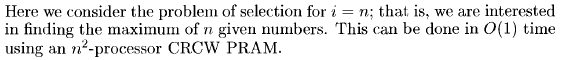 Here we consider the problem of selection for i = n; that is, we are interested
in finding the maximum of n given numbers. This can be done in O(1) time
using an n²-processor CRCW PRAM.